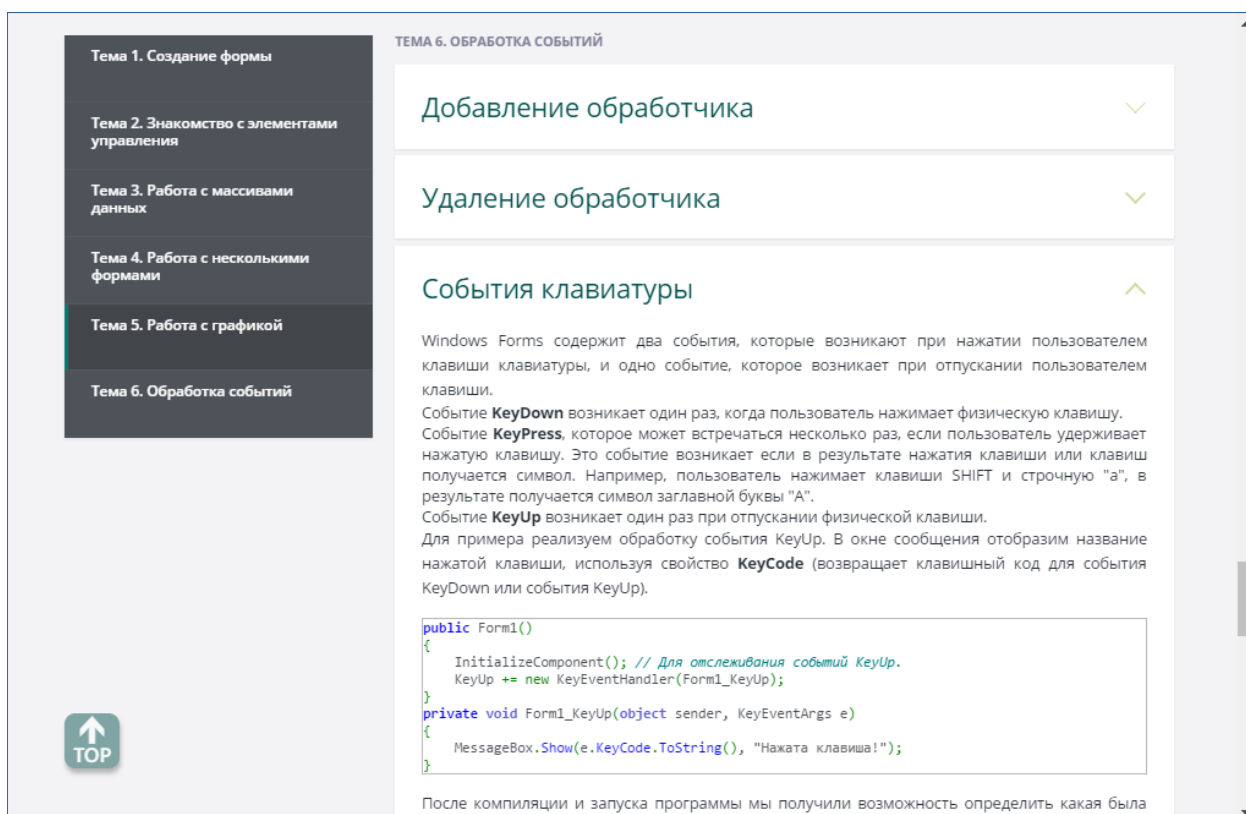 Тема 1. Создание формы
Тема 2. Знакомство с элементами
управления
Тема 3. Работа с массивами
данных
Тема 4. Работа с несколькими
формами
Тема 5. Работа с графикой
Тема 6. Обработка событий
TOP
ТЕМА 6. ОБРАБОТКА СОБЫТИЙ
Добавление обработчика
Удаление обработчика
События клавиатуры
Windows Forms содержит два события, которые возникают при нажатии пользователем
клавиши клавиатуры, и одно событие, которое возникает при отпускании пользователем
клавиши.
Событие KeyDown возникает один раз, когда пользователь нажимает физическую клавишу.
Событие KeyPress, которое может встречаться несколько раз, если пользователь удерживает
нажатую клавишу. Это событие возникает если в результате нажатия клавиши или клавиш
получается символ. Например, пользователь нажимает клавиши SHIFT и строчную "а", в
результате получается символ заглавной буквы "А".
Событие KeyUp возникает один раз при отпускании физической клавиши.
Для примера реализуем обработку события KeyUp. В окне сообщения отобразим название
нажатой клавиши, используя свойство KeyCode (возвращает клавишный код для события
KeyDown или события KeyUp).
public Form1()
{
InitializeComponent(); // Для отслеживания событий KeyUp.
KeyUp += new KeyEventHandler(Form1_KeyUp);
}
private void Form1_KeyUp(object sender, KeyEventArgs e)
{
MessageBox.Show(e.KeyCode.ToString(), "Нажата клавиша!");
}
После компиляции и запуска программы мы получили возможность определить какая была